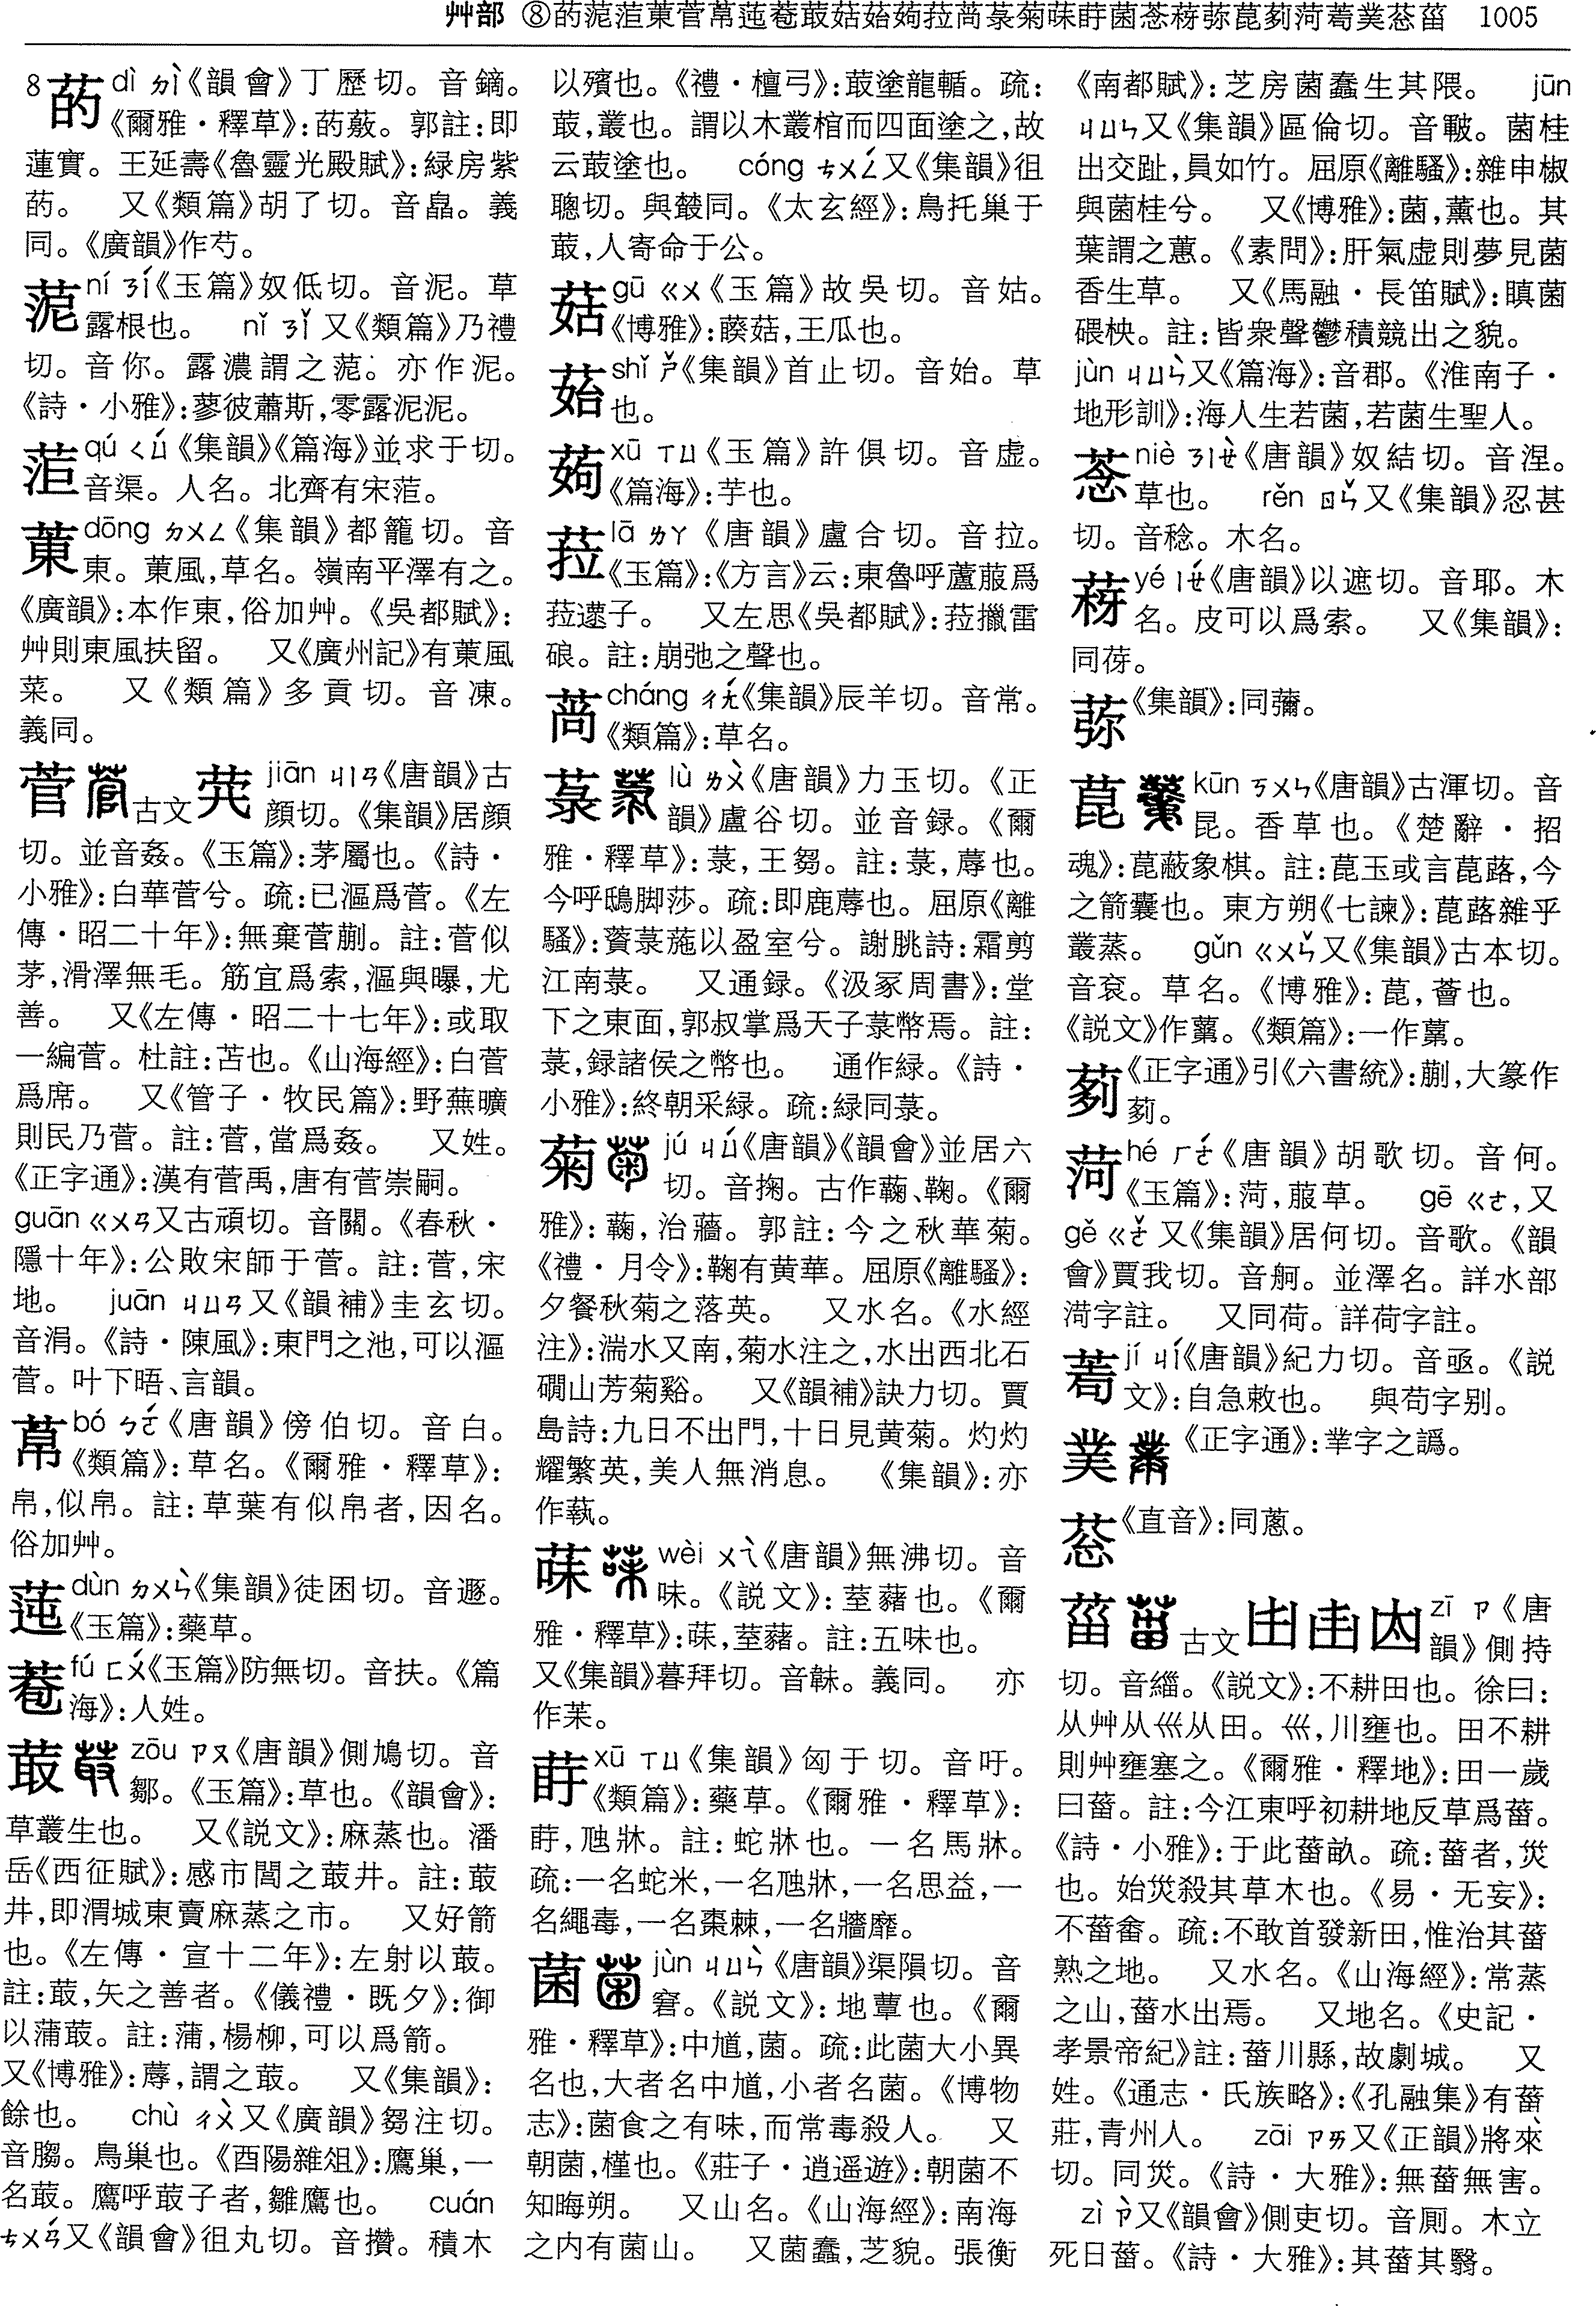 艸部 ⑧菂萀菃菄菅菷菧菴菆菇菭蒟菈萵菉菊菋菸菌菍菻菾菎菿菏蒡菐菍菑 1005
8菂dì ㄉㄧˋ《韻會》丁歷切。音鏑。
《爾雅·釋草》:菂薂。郭註:即
蓮實。王延壽《魯靈光殿賦》:緑房紫
菂。 又《類篇》胡了切。音皛。義
同。《廣韻》作芍。
ní ㄋㄧˊ《玉篇》奴低切。音泥。草
露根也。 nǐ ㄋㄧˇ又《類篇》乃禮
切。音你。露濃謂之萀。亦作泥。
《詩·小雅》:蓼彼蕭斯,零露泥泥。
菃qú ㄑㄩˊ《集韻》《篇海》並求于切。
音渠。人名。北齊有宋菃。
菄dōng ㄉㄨㄥ《集韻》都籠切。音
東。菄風,草名。嶺南平澤有之。
《廣韻》:本作東,俗加艸。《吳都賦》:
艸則東風扶留。 又《廣州記》有菄風
菜。 又《類篇》多貢切。音凍。
義同。
菅 古文 jiān ㄐㄧㄢ《唐韻》古
顔切。《集韻》居顔
切。並音姦。《玉篇》:茅屬也。《詩·
小雅》:白華菅兮。疏:已漚爲菅。《左
傳·昭二十年》:無棄菅蒯。註:菅似
茅,滑澤無毛。筋宜爲索,漚與曝,尤
善。 又《左傳·昭二十七年》:或取
一編菅。杜註:苫也。《山海經》:白菅
爲席。 又《管子·牧民篇》:野蕪曠
則民乃菅。註:菅,當爲姦。 又姓。
《正字通》:漢有菅禹,唐有菅崇嗣。
guān ㄍㄨㄢ又古頑切。音關。《春秋·
隱十年》:公敗宋師于菅。註:菅,宋
地。 juān ㄐㄩㄢ又《韻補》圭玄切。
音涓。《詩·陳風》:東門之池,可以漚
菅。叶下晤、言韻。
bó ㄅㄛˊ《唐韻》傍伯切。音白。
《類篇》:草名。《爾雅·釋草》:
帛,似帛。註:草葉有似帛者,因名。
俗加艸。
dùn ㄉㄨㄣˋ《集韻》徒困切。音遯。
《玉篇》:藥草。
fú ㄈㄨˊ《玉篇》防無切。音扶。《篇
海》:人姓。
菆 zōu ㄗㄡ《唐韻》側鳩切。音
鄒。《玉篇》:草也。《韻會》:
草叢生也。 又《説文》:麻蒸也。潘
岳《西征賦》:感市閭之菆井。註:菆
井,即渭城東賣麻蒸之市。 又好箭
也。《左傳·宣十二年》:左射以菆。
註:菆,矢之善者。《儀禮·既夕》:御
以蒲菆。註:蒲,楊柳,可以爲箭。
又《博雅》:蓐,謂之菆。 又《集韻》:
餘也。 chù ㄔㄨˋ又《廣韻》芻注切。
音䐢。鳥巢也。《酉陽雜俎》:鷹巢,一
名菆。鷹呼菆子者,雛鷹也。 cuán
ㄘㄨㄢˊ又《韻會》徂丸切。音攢。積木
以殯也。《禮·檀弓》:菆塗龍輴。疏:
菆,叢也。謂以木叢棺而四面塗之,故
云菆塗也。 cóng ㄘㄨㄥˊ又《集韻》徂
聰切。與藂同。《太玄經》:鳥托巢于
菆,人寄命于公。
菇gū ㄍㄨ《玉篇》故吳切。音姑。
《博雅》:藈菇,王瓜也。
shǐ ㄕˇ《集韻》首止切。音始。草
也。
xū ㄒㄩ《玉篇》許俱切。音虚。
《篇海》:芋也。
菈lā ㄌㄚ《唐韻》盧合切。音拉。
《玉篇》:《方言》云:東魯呼蘆菔爲
菈䕢子。 又左思《吳都賦》:菈擸雷
硠。註:崩弛之聲也。
cháng ㄔㄤˊ《集韻》辰羊切。音常。
《類篇》:草名。
菉 lù ㄌㄨˋ《唐韻》力玉切。《正
韻》盧谷切。並音録。《爾
雅·釋草》:菉,王芻。註:菉,蓐也。
今呼鴟脚莎。疏:即鹿蓐也。屈原《離
騷》:薋菉葹以盈室兮。謝朓詩:霜剪
江南菉。 又通録。《汲冢周書》:堂
下之東面,郭叔掌爲天子菉幣焉。註:
菉,録諸侯之幣也。 通作緑。《詩·
小雅》:終朝采緑。疏:緑同菉。
菊 jú ㄐㄩˊ《唐韻》《韻會》並居六
切。音掬。古作蘜、鞠。《爾
雅》:蘜,治蘠。郭註:今之秋華菊。
《禮·月令》:鞠有黄華。屈原《離騷》:
夕餐秋菊之落英。 又水名。《水經
注》:湍水又南,菊水注之,水出西北石
磵山芳菊谿。 又《韻補》訣力切。賈
島詩:九日不出門,十日見黄菊。灼灼
耀繁英,美人無消息。 《集韻》:亦
作蓻。
菋 wèi ㄨㄟˋ《唐韻》無沸切。音
味。《説文》:荎藸也。《爾
雅·釋草》:菋,荎藸。註:五味也。
又《集韻》暮拜切。音韎。義同。 亦
作茱。
xū ㄒㄩ《集韻》匈于切。音吁。
《類篇》:藥草。《爾雅·釋草》:
盱,虺牀。註:蛇牀也。一名馬牀。
疏:一名蛇米,一名虺牀,一名思益,一
名繩毒,一名棗棘,一名牆蘼。
菌 jùn ㄐㄩㄣˋ《唐韻》渠隕切。音
窘。《説文》:地蕈也。《爾
雅·釋草》:中馗,菌。疏:此菌大小異
名也,大者名中馗,小者名菌。《博物
志》:菌食之有味,而常毒殺人。 又
朝菌,槿也。《莊子·逍遥遊》:朝菌不
知晦朔。 又山名。《山海經》:南海
之内有菌山。 又菌蠢,芝貌。張衡
《南都賦》:芝房菌蠢生其隈。 jūn
ㄐㄩㄣ又《集韻》區倫切。音皸。菌桂
出交趾,員如竹。屈原《離騷》:雜申椒
與菌桂兮。 又《博雅》:菌,薰也。其
葉謂之蕙。《素問》:肝氣虚則夢見菌
香生草。 又《馬融·長笛賦》:瞋菌
碨柍。註:皆衆聲鬱積競出之貌。
jùn ㄐㄩㄣˋ又《篇海》:音郡。《淮南子·
地形訓》:海人生若菌,若菌生聖人。
菍niè ㄋㄧㄝˋ《唐韻》奴結切。音涅。
草也。 rěn ㄖㄣˇ又《集韻》忍甚
切。音稔。木名。
yé ㄧㄝˊ《唐韻》以遮切。音耶。木
名。皮可以爲索。 又《集韻》:
同䓉。
《集韻》:同薾。
菎 kūn ㄎㄨㄣ《唐韻》古渾切。音
昆。香草也。《楚辭·招
魂》:菎蔽象棋。註:菎玉或言菎蕗,今
之箭囊也。東方朔《七諫》:菎蕗雜乎
叢蒸。 gǔn ㄍㄨㄣˇ又《集韻》古本切。
音衮。草名。《博雅》:菎,薈也。
《説文》作䕞。《類篇》:一作䕞。
《正字通》引《六書統》:蒯,大篆作
菏hé ㄏㄜˊ《唐韻》胡歌切。音何。
《玉篇》:菏,菔草。 gē ㄍㄜ,又
gě ㄍㄜˇ又《集韻》居何切。音歌。《韻
會》賈我切。音舸。並澤名。詳水部
渮字註。 又同荷。詳荷字註。
jí ㄐㄧˊ《唐韻》紀力切。音亟。《説
文》:自急敕也。 與苟字别。
菐 《正字通》:丵字之譌。
《直音》:同蔥。
菑 古文 zī ㄗ《唐
韻》側持
切。音緇。《説文》:不耕田也。徐曰:
从艸从巛从田。巛,川壅也。田不耕
則艸壅塞之。《爾雅·釋地》:田一歲
曰菑。註:今江東呼初耕地反草爲菑。
《詩·小雅》:于此菑畝。疏:菑者,災
也。始災殺其草木也。《易·无妄》:
不菑畬。疏:不敢首發新田,惟治其菑
熟之地。 又水名。《山海經》:常蒸
之山,菑水出焉。 又地名。《史記·
孝景帝紀》註:菑川縣,故劇城。 又
姓。《通志·氏族略》:《孔融集》有菑
莊,青州人。 zāi ㄗㄞ又《正韻》將來
切。同災。《詩·大雅》:無菑無害。
zì ㄗˋ又《韻會》側吏切。音厠。木立
死日菑。《詩·大雅》:其菑其翳。